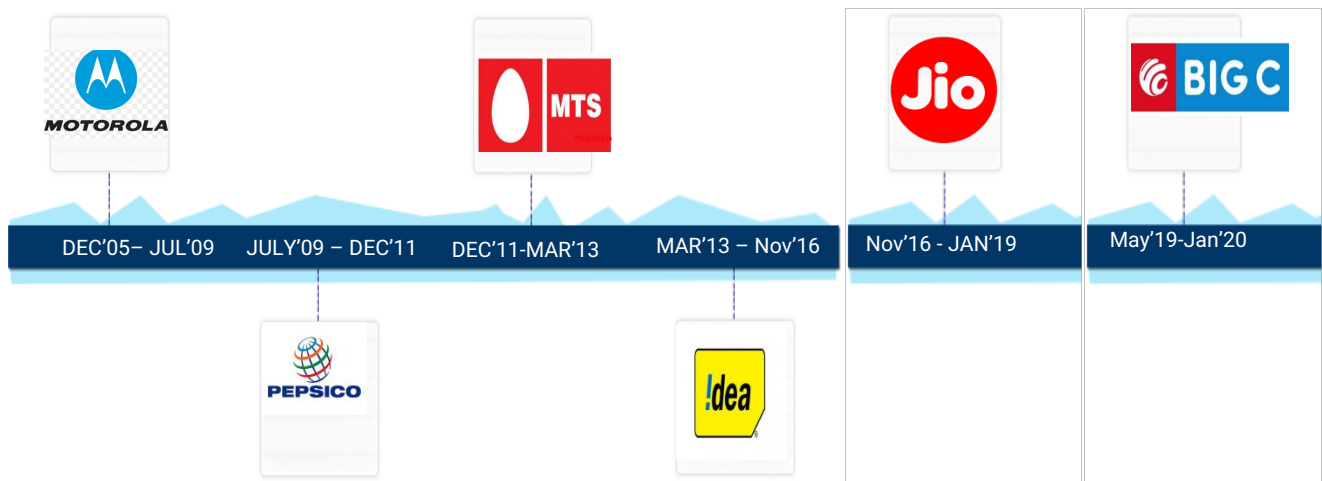 MOTOROLA
MTS
Jio
BIG C
DEC'05– JUL'09
JULY'09 – DEC'11
DEC'11-MAR'13
MAR'13 – Nov'16
Nov'16 - JAN'19
May'19-Jan'20
PEPSICO
!dea